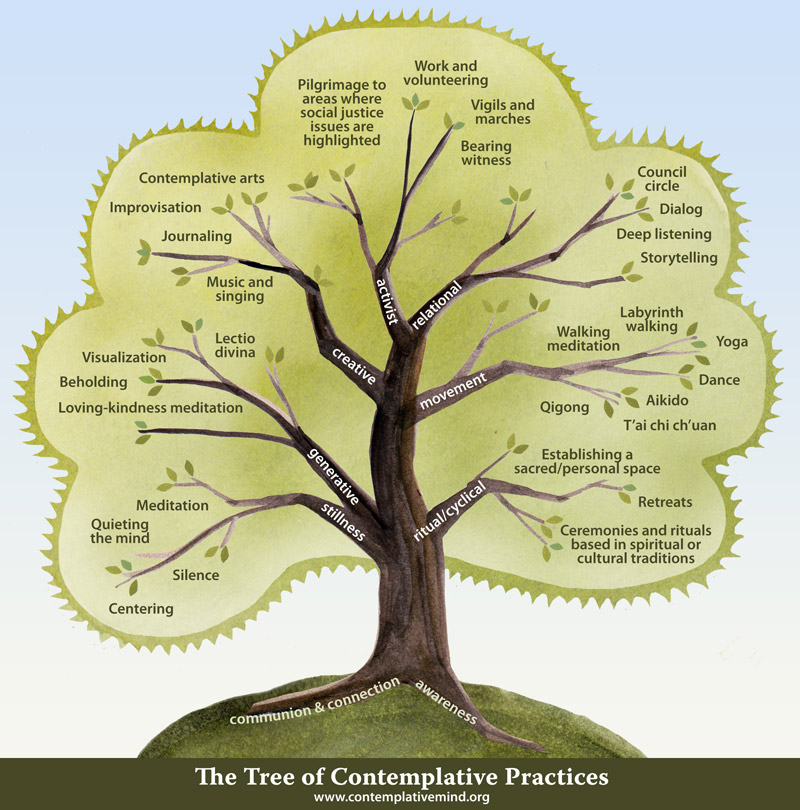 Work and
volunteering
Pilgrimage to
areas where
social justice
issues are
highlighted
Vigils and
marches
Bearing
witness
Contemplative arts
Improvisation
Journaling
Music and
singing
Council
circle
Dialog
Deep listening
Storytelling
activist
relational
creative
movement
Labyrinth
walking
Walking
meditation
Yoga
Dance
Aikido
Qigong
T'ai chi ch'uan
Lectio
divina
Visualization
Beholding
Loving-kindness meditation
generative
stillness
ritual/cyclical
Establishing a
sacred/personal space
Retreats
Ceremonies and rituals
based in spiritual or
cultural traditions
Meditation
Quieting
the mind
Silence
Centering
communion & connection
awareness
The Tree of Contemplative Practices
www.contemplativemind.org